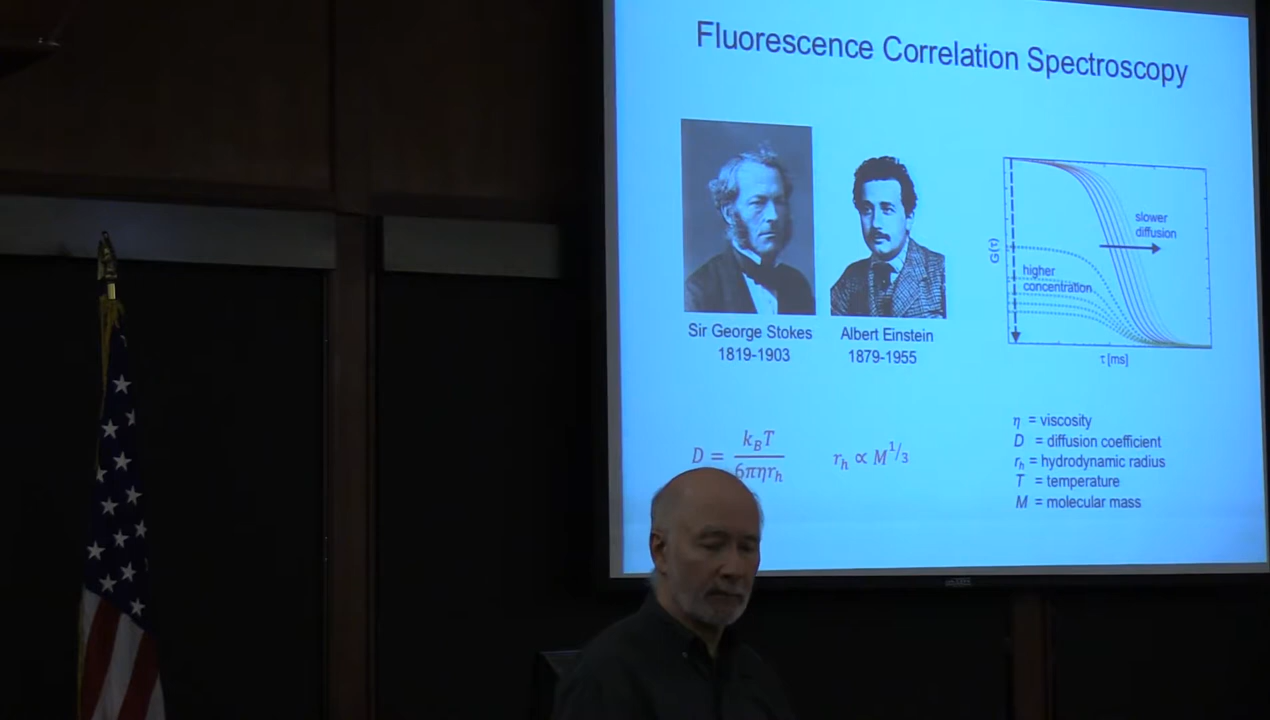 Fluorescence Correlation Spectroscopy
Sir George Stokes
1819-1903
Albert Einstein
1879-1955
G(τ)
slower
diffusion
higher
concentration
τ [ms]
D = k_B T / 6πηr_h
r_h ∝ M^1/3
η = viscosity
D = diffusion coefficient
r_h = hydrodynamic radius
T = temperature
M = molecular mass